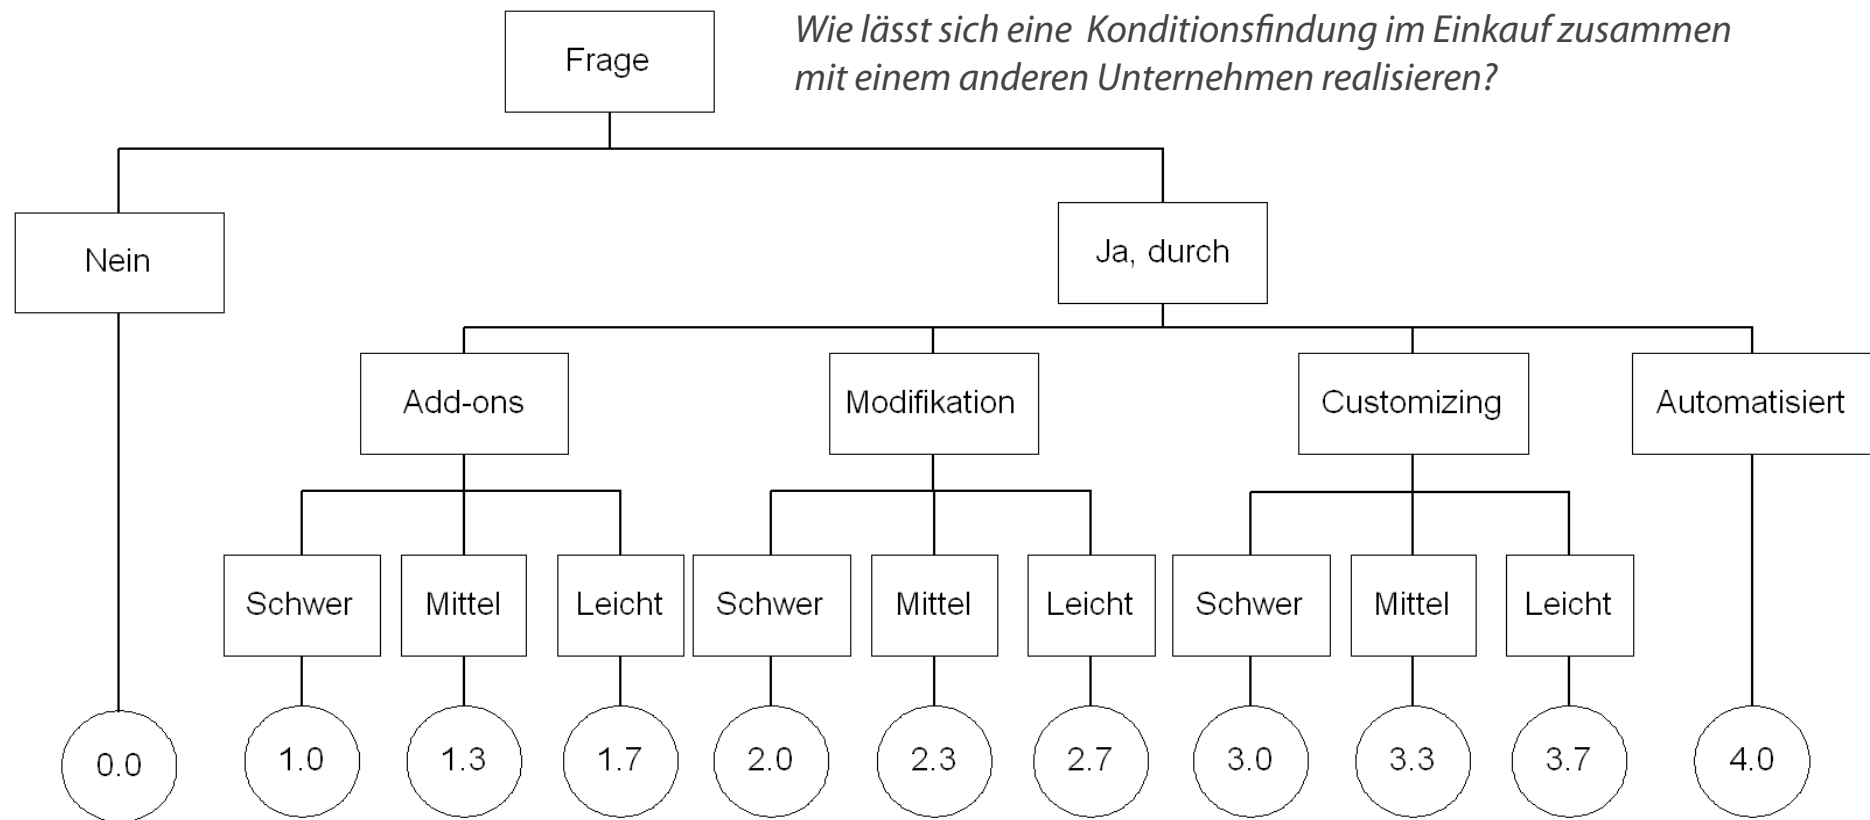 Frage
Wie lässt sich eine Konditionsfindung im Einkauf zusammen
mit einem anderen Unternehmen realisieren?
Nein
Ja, durch
Add-ons
Modifikation
Customizing
Automatisiert
Schwer
Mittel
Leicht
Schwer
Mittel
Leicht
Schwer
Mittel
Leicht
0.0
1.0
1.3
1.7
2.0
2.3
2.7
3.0
3.3
3.7
4.0